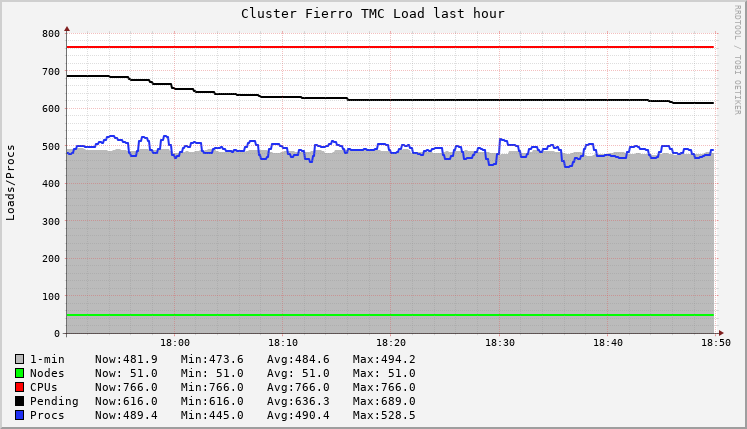 Cluster Fierro TMC Load last hour
RRDTOOL / TOBI OETIKER
Loads/Procs
800
700
600
500
400
300
200
100
0
18:00 18:10 18:20 18:30 18:40 18:50
1-min Now:481.9 Min:473.6 Avg:484.6 Max:494.2
Nodes Now: 51.0 Min: 51.0 Avg: 51.0 Max: 51.0
CPUs Now:766.0 Min:766.0 Avg:766.0 Max:766.0
Pending Now:616.0 Min:616.0 Avg:636.3 Max:689.0
Procs Now:489.4 Min:445.0 Avg:490.4 Max:528.5